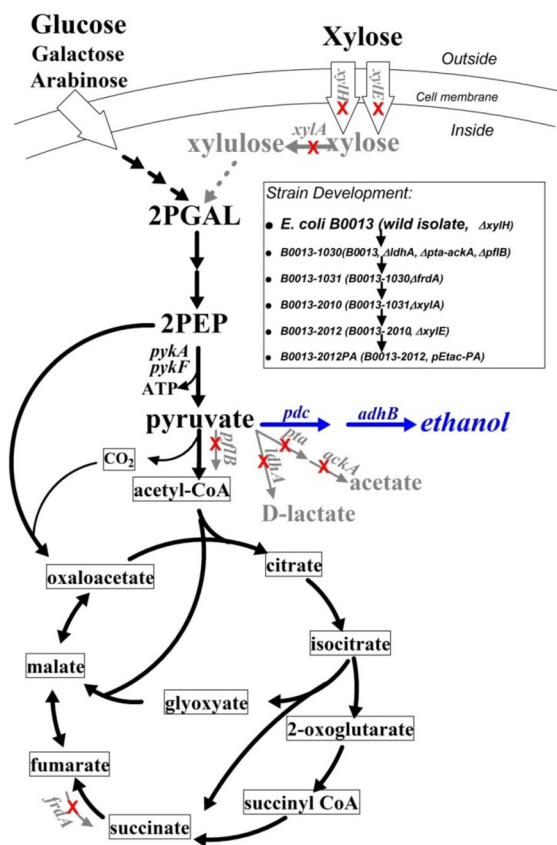 Glucose
Galactose
Arabinose
Xylose
Outside
Cell membrane
Inside
xylH
xylE
xylulose
xylA
xylose
2PGAL
Strain Development:
• E. coli B0013 (wild isolate, ΔxylH)
• B0013-1030(B0013, ΔldhA, Δpta-ackA, ΔpflB)
• B0013-1031 (B0013-1030ΔfrdA)
• B0013-2010 (B0013-1031ΔxylA)
• B0013-2012 (B0013-2010, ΔxylE)
• B0013-2012PA (B0013-2012, pEtac-PA)
2PEP
pykA
pykF
ATP
pyruvate
pdc
adhB
ethanol
pflB
pta
ldhA
ackA
acetate
D-lactate
CO2
acetyl-CoA
oxaloacetate
citrate
malate
isocitrate
glyoxyate
2-oxoglutarate
fumarate
frdA
succinyl CoA
succinate